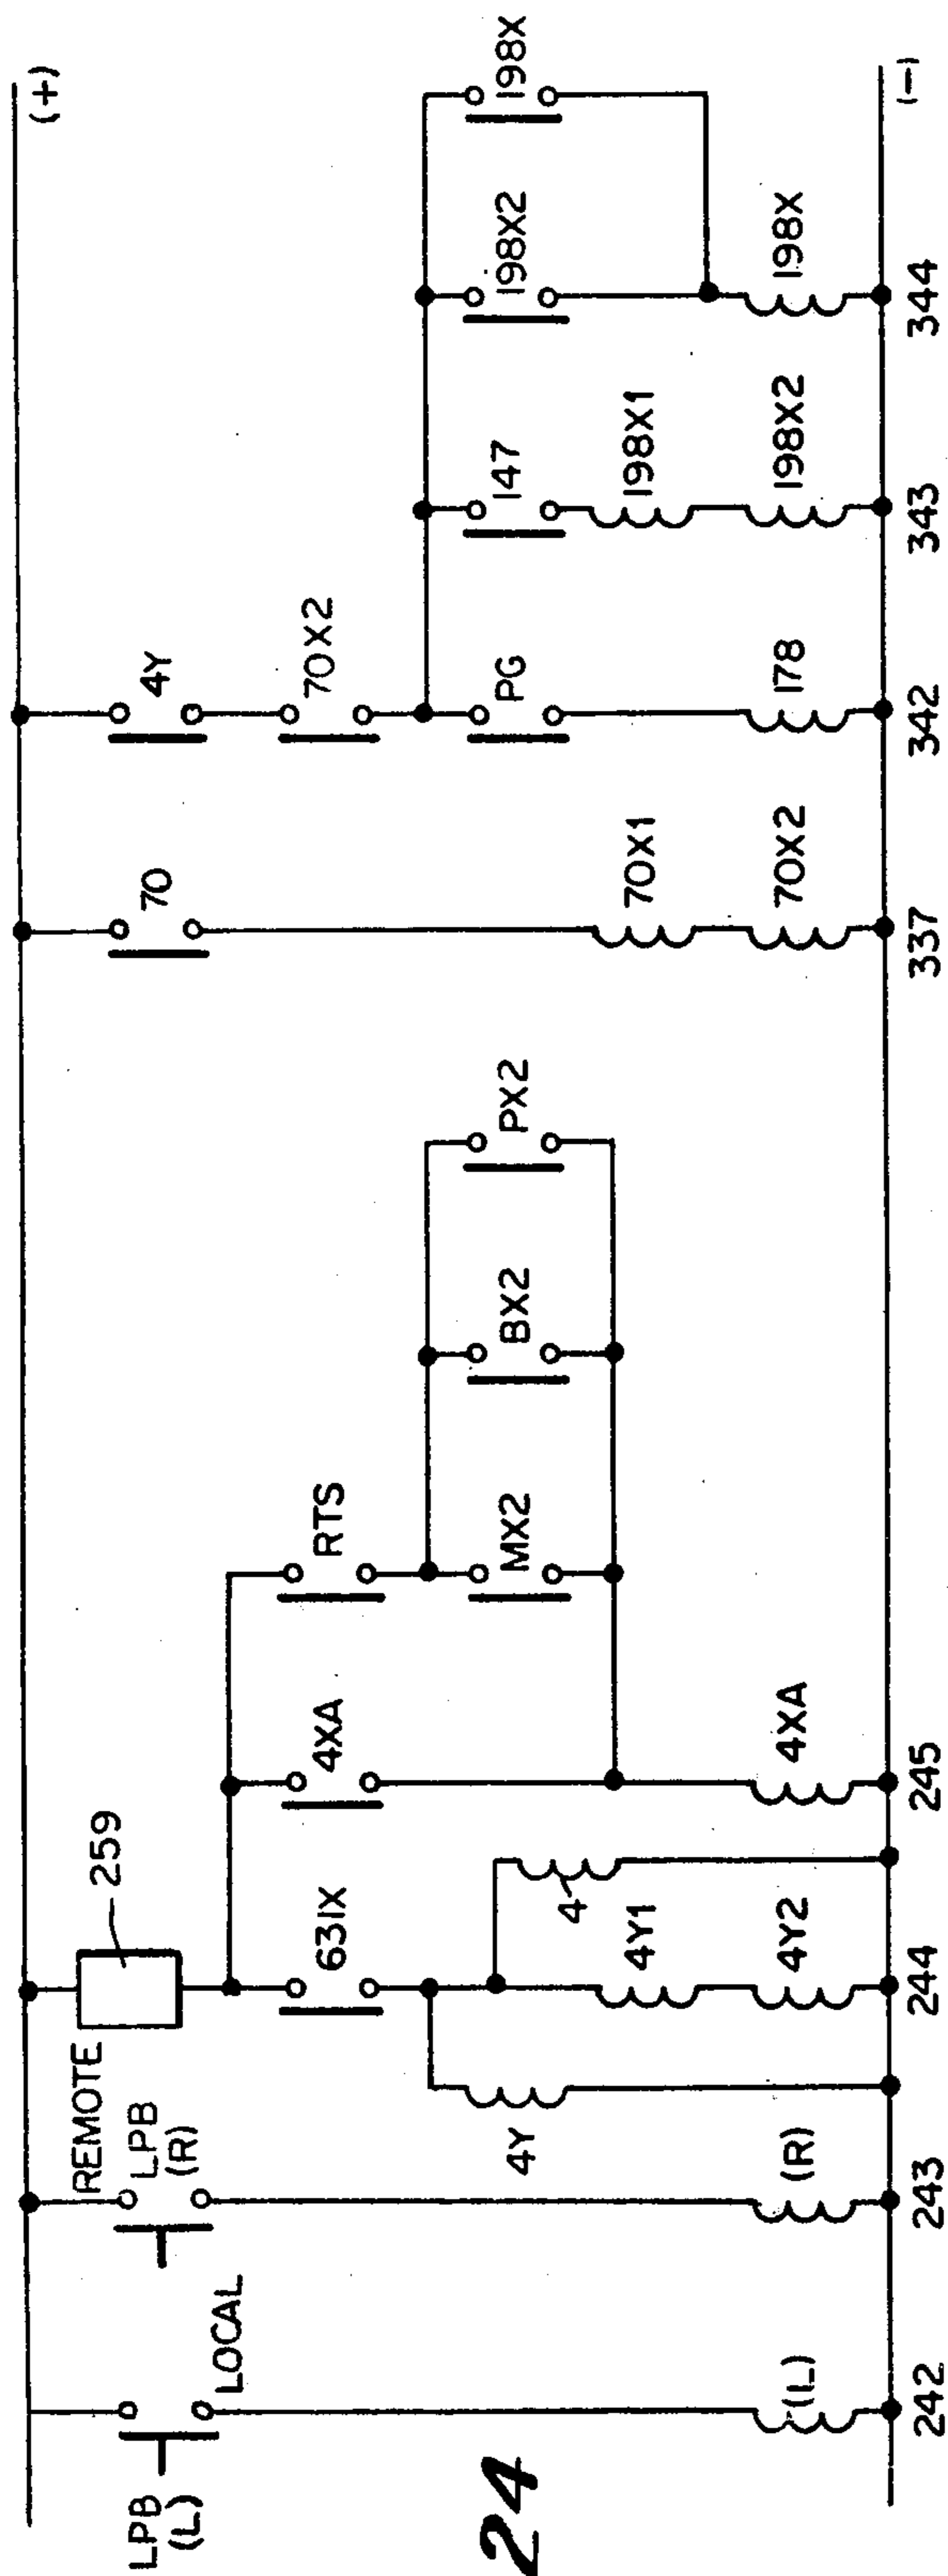 (+)
LPB
(L)
LOCAL
REMOTE
LPB
(R)
259
631X
4XA
RTS
MX2
BX2
PX2
70
4Y
70X2
PG
147
198X2
198X
4Y
4
4Y1
4Y2
4XA
(L)
(R)
70X1
70X2
178
198X1
198X2
198X
(-)
242
243
244
245
337
342
343
344
24